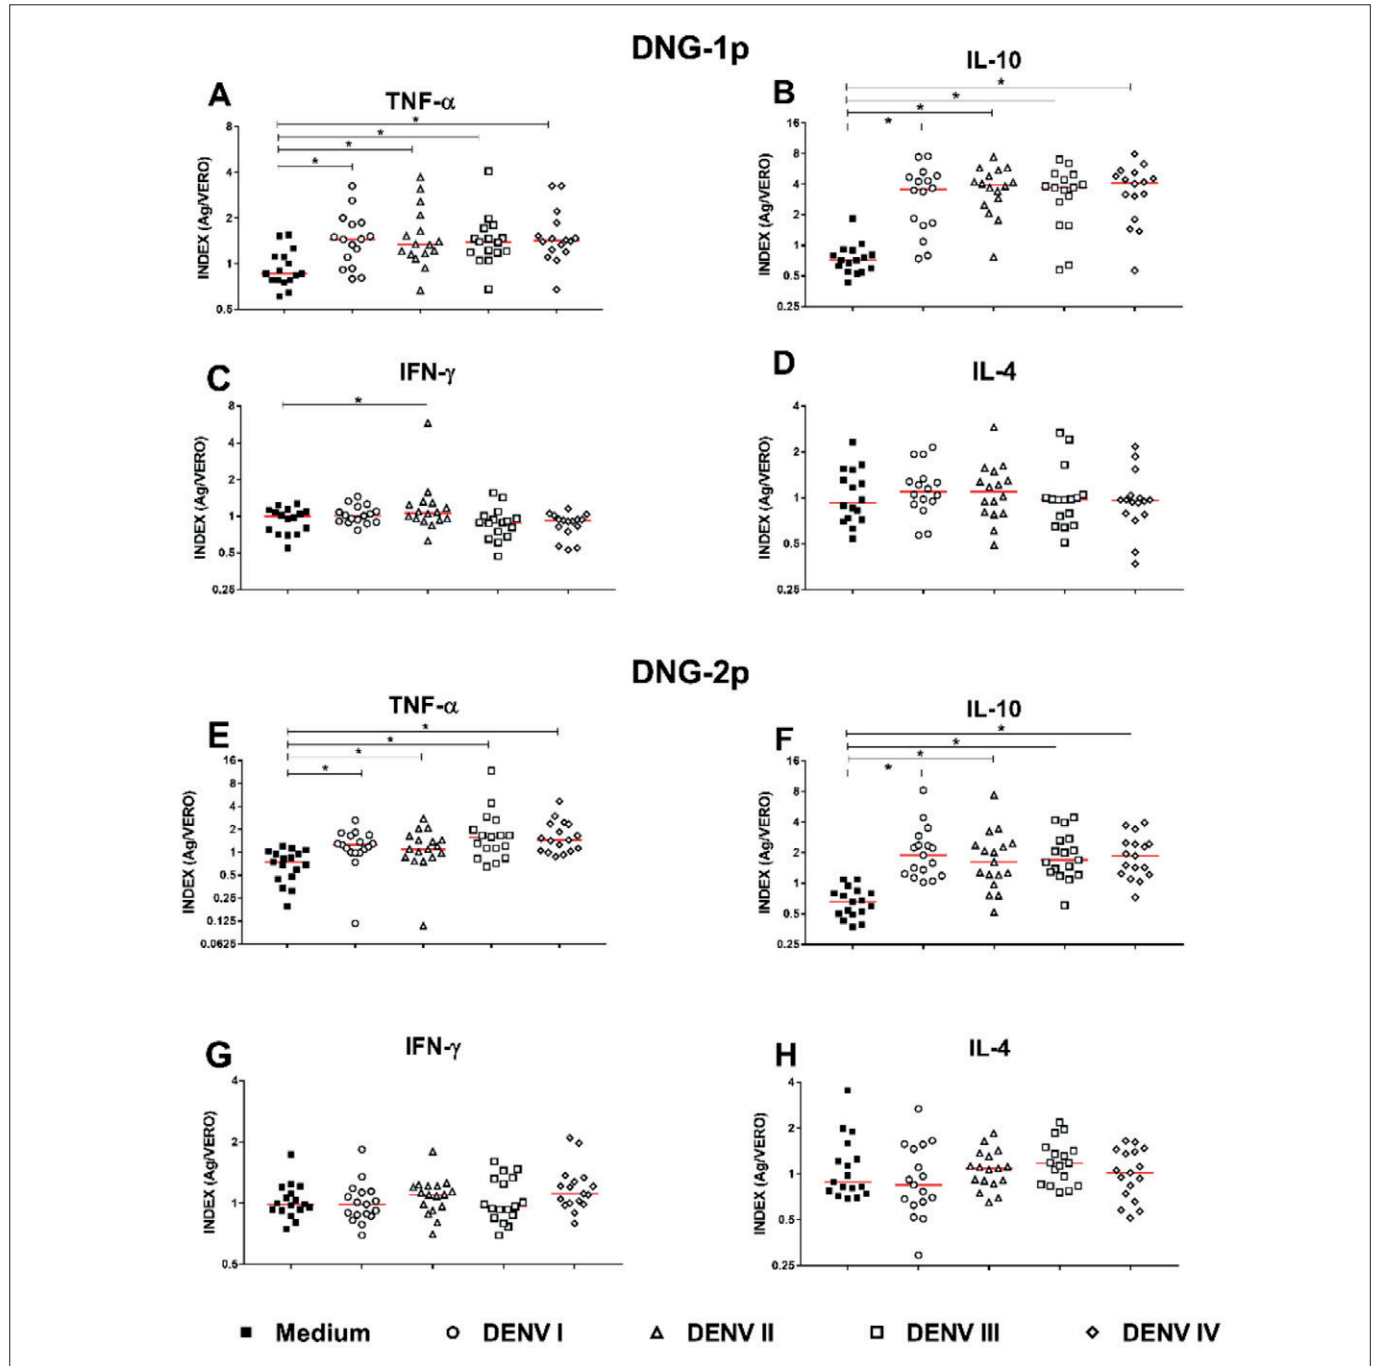 DNG-1p
A
TNF-α
*
*
*
*
INDEX (Ag/VERO)
8
4
2
1
0.5
B
IL-10
*
*
*
*
INDEX (Ag/VERO)
16
8
4
2
1
0.5
0.25
C
IFN-γ
*
INDEX (Ag/VERO)
8
4
2
1
0.5
0.25
D
IL-4
INDEX (Ag/VERO)
4
2
1
0.5
0.25
DNG-2p
E
TNF-α
*
*
*
*
INDEX (Ag/VERO)
16
8
4
2
1
0.5
0.25
0.125
0.0625
F
IL-10
*
*
*
*
INDEX (Ag/VERO)
16
8
4
2
1
0.5
0.25
G
IFN-γ
INDEX (Ag/VERO)
4
2
1
0.5
H
IL-4
INDEX (Ag/VERO)
4
2
1
0.5
0.25
Medium DENV I DENV II DENV III DENV IV